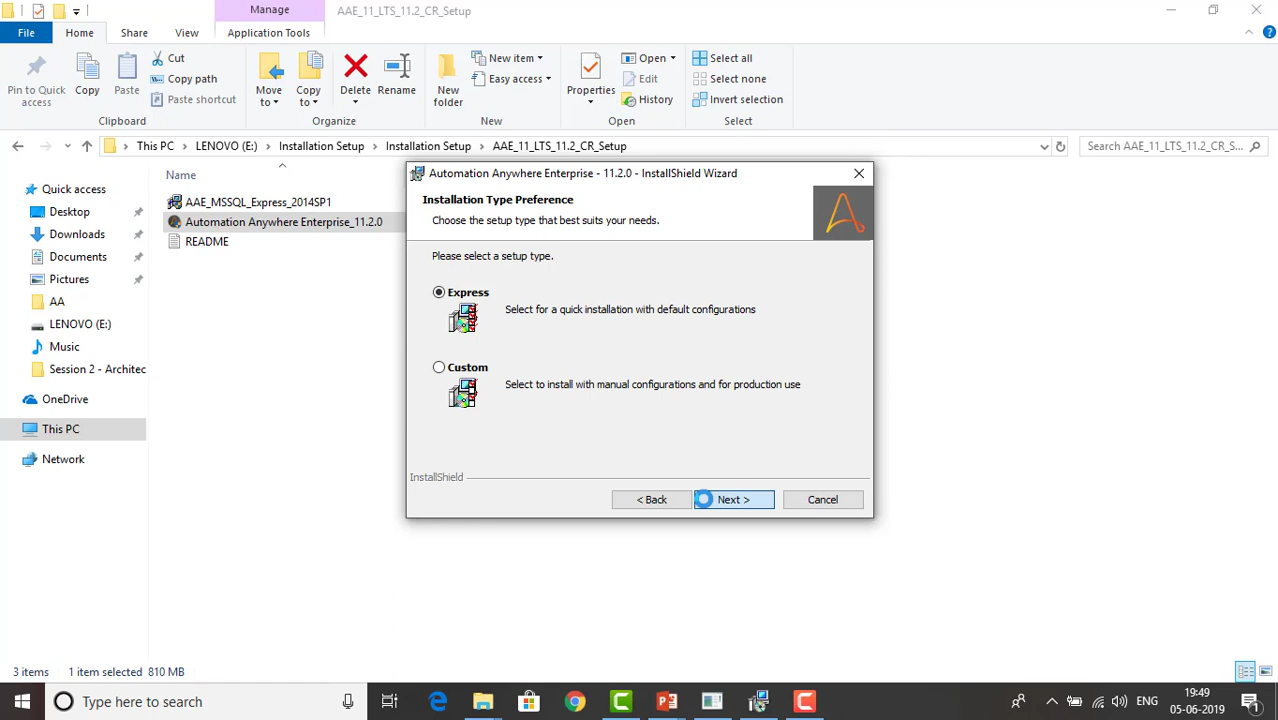 Manage
AAE_11_LTS_11.2_CR_Setup
File
Home
Share
View
Application Tools
Pin to Quick access
Copy
Paste
Cut
Copy path
Paste shortcut
Clipboard
Move to
Copy to
Delete
Rename
Organize
New folder
New item
Easy access
New
Properties
Open
Edit
History
Open
Select all
Select none
Invert selection
Select
This PC > LENOVO (E:) > Installation Setup > Installation Setup > AAE_11_LTS_11.2_CR_Setup
Search AAE_11_LTS_11.2_CR_S...
Quick access
Desktop
Downloads
Documents
Pictures
AA
LENOVO (E:)
Music
Session 2 - Architec
OneDrive
This PC
Network
Name
AAE_MSSQL_Express_2014SP1
Automation Anywhere Enterprise_11.2.0
README
Automation Anywhere Enterprise - 11.2.0 - InstallShield Wizard
Installation Type Preference
Choose the setup type that best suits your needs.
Please select a setup type.
Express
Select for a quick installation with default configurations
Custom
Select to install with manual configurations and for production use
InstallShield
< Back
Next >
Cancel
3 items
1 item selected 810 MB
Type here to search
ENG
19:49
05-06-2019
1